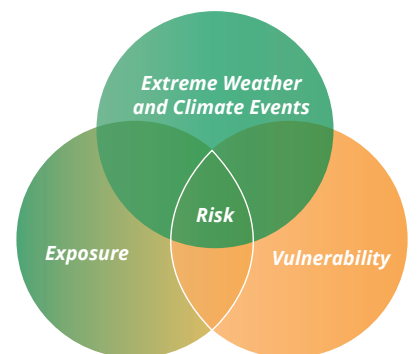 Extreme Weather
and Climate Events
Risk
Exposure
Vulnerability